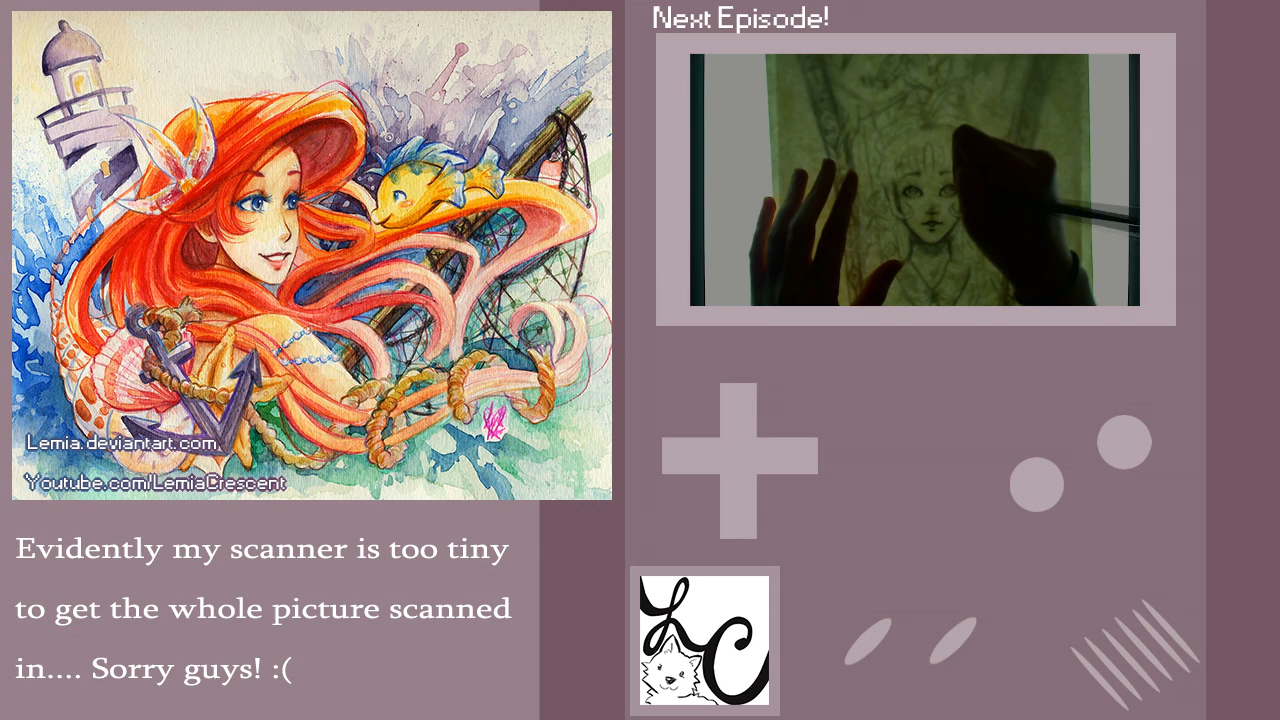 Next Episode!
Lemia.deviantart.com
Youtube.com/LemiaCrescent
Evidently my scanner is too tiny
to get the whole picture scanned
in.... Sorry guys! :(
LC